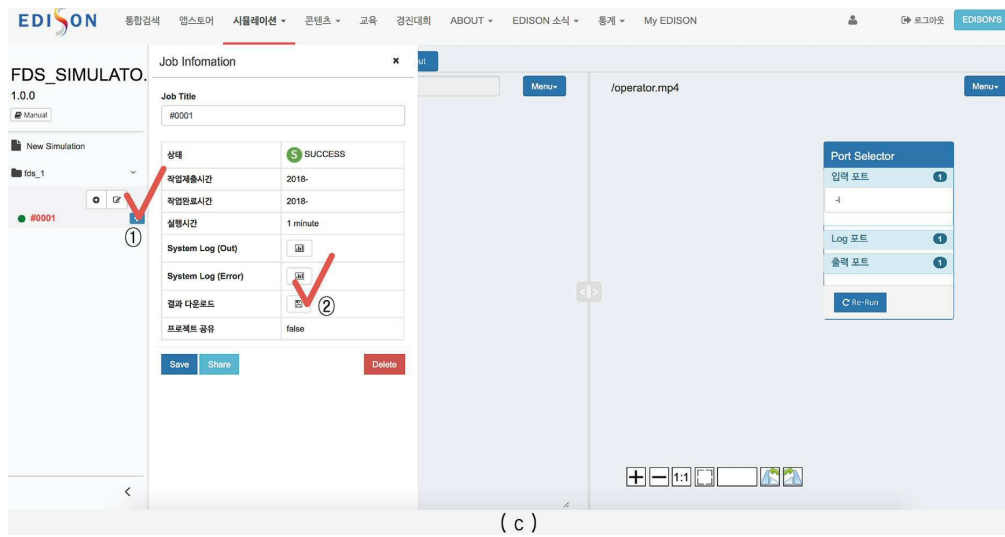 EDISON
통합검색 앱스토어 시뮬레이션 콘텐츠 교육 경진대회 ABOUT EDISON 소식 통계 My EDISON 로그아웃 EDISON'S
FDS_SIMULATO.
1.0.0
Manual
New Simulation
fds_1
#0001
①
Job Infomation
Job Title
#0001
상태 SUCCESS
작업제출시간 2018-
작업완료시간 2018-
실행시간 1 minute
System Log (Out)
System Log (Error)
결과 다운로드
②
프로젝트 공유 false
Save Share Delete
Menu
/operator.mp4
Menu
Port Selector
입력 포트 1
-i
Log 포트 1
출력 포트 1
Re-Run
1:1
(c)